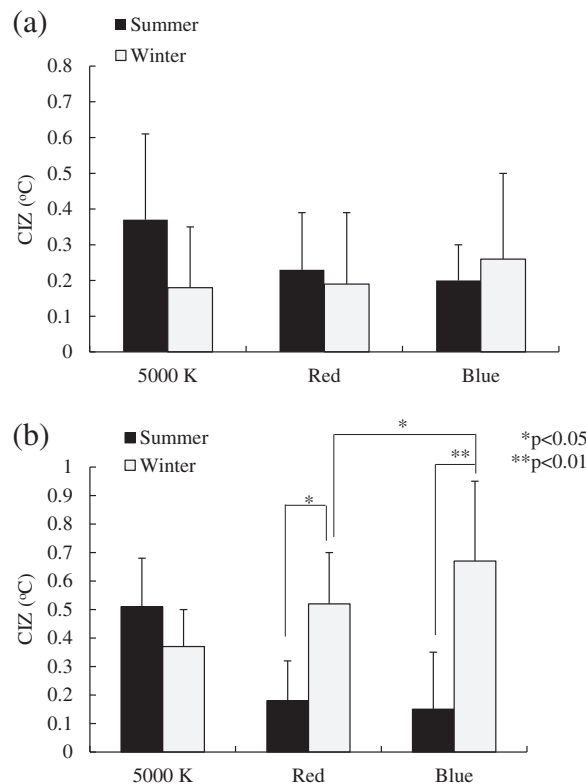 (a)
Summer
Winter
CIZ (°C)
0.8
0.7
0.6
0.5
0.4
0.3
0.2
0.1
0
5000 K Red Blue
(b)
Summer
Winter
*p<0.05
**p<0.01
*
**
*
CIZ (°C)
1
0.9
0.8
0.7
0.6
0.5
0.4
0.3
0.2
0.1
0
5000 K Red Blue